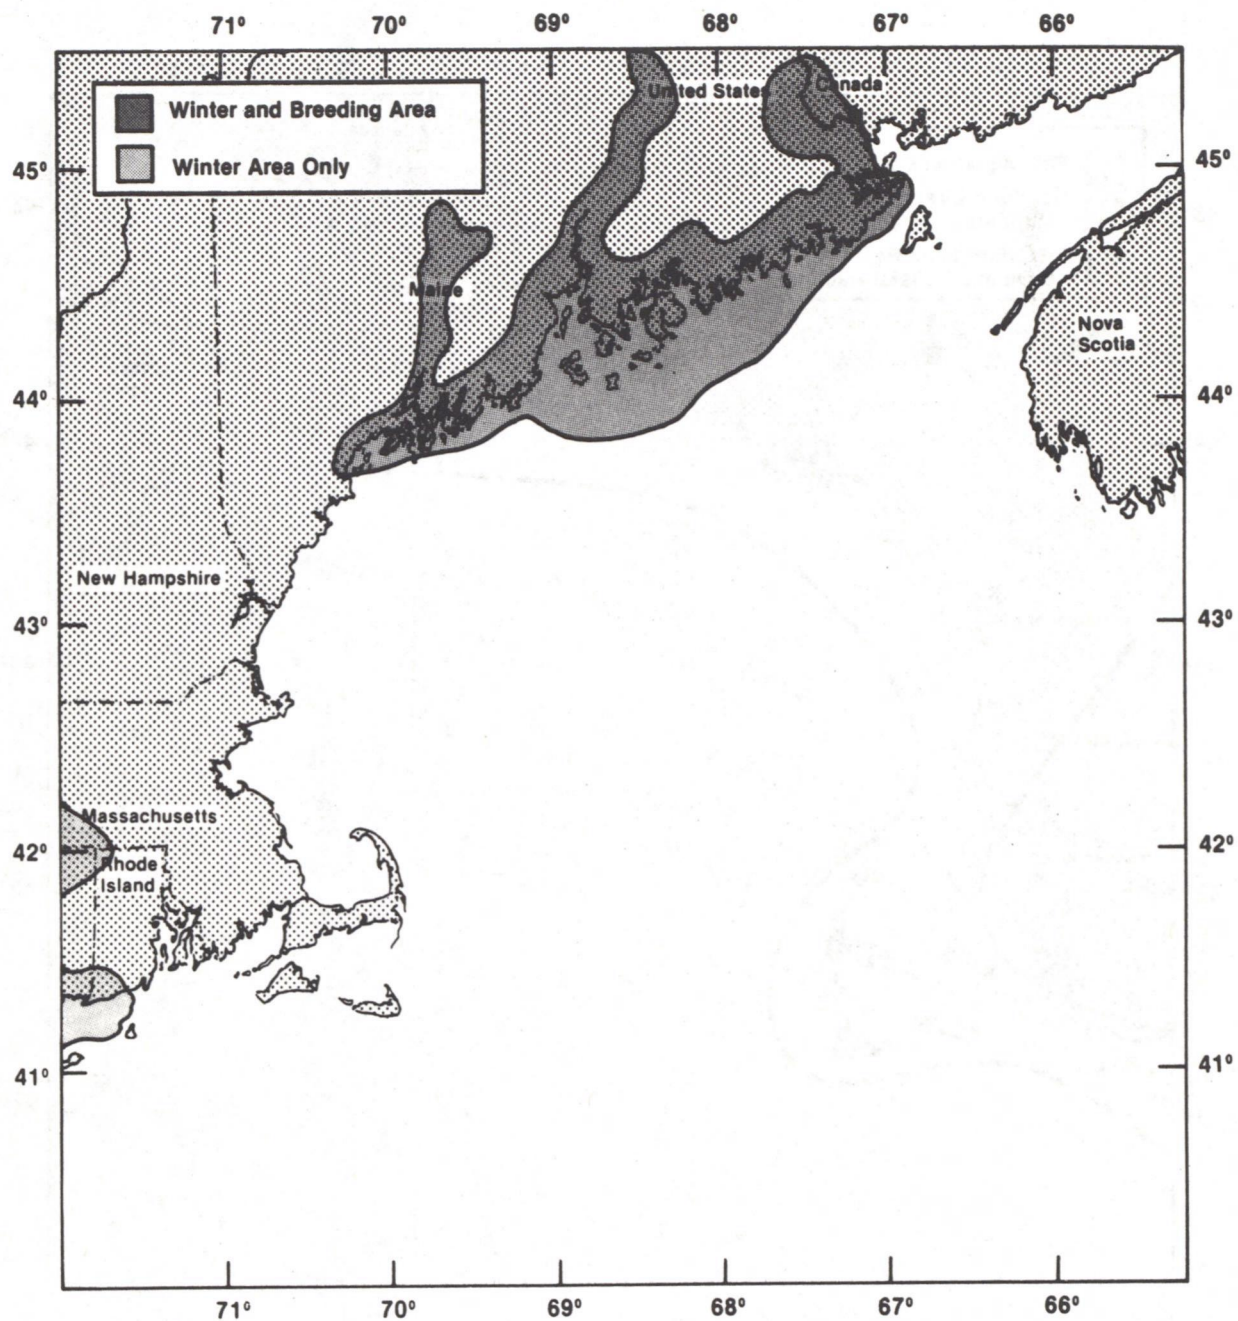 71° 70° 69° 68° 67° 66°
Winter and Breeding Area
Winter Area Only
United States
Canada
45° 45°
Maine
Nova
Scotia
44° 44°
New Hampshire
43° 43°
Massachusetts
42° 42°
Rhode
Island
41° 41°
71° 70° 69° 68° 67° 66°